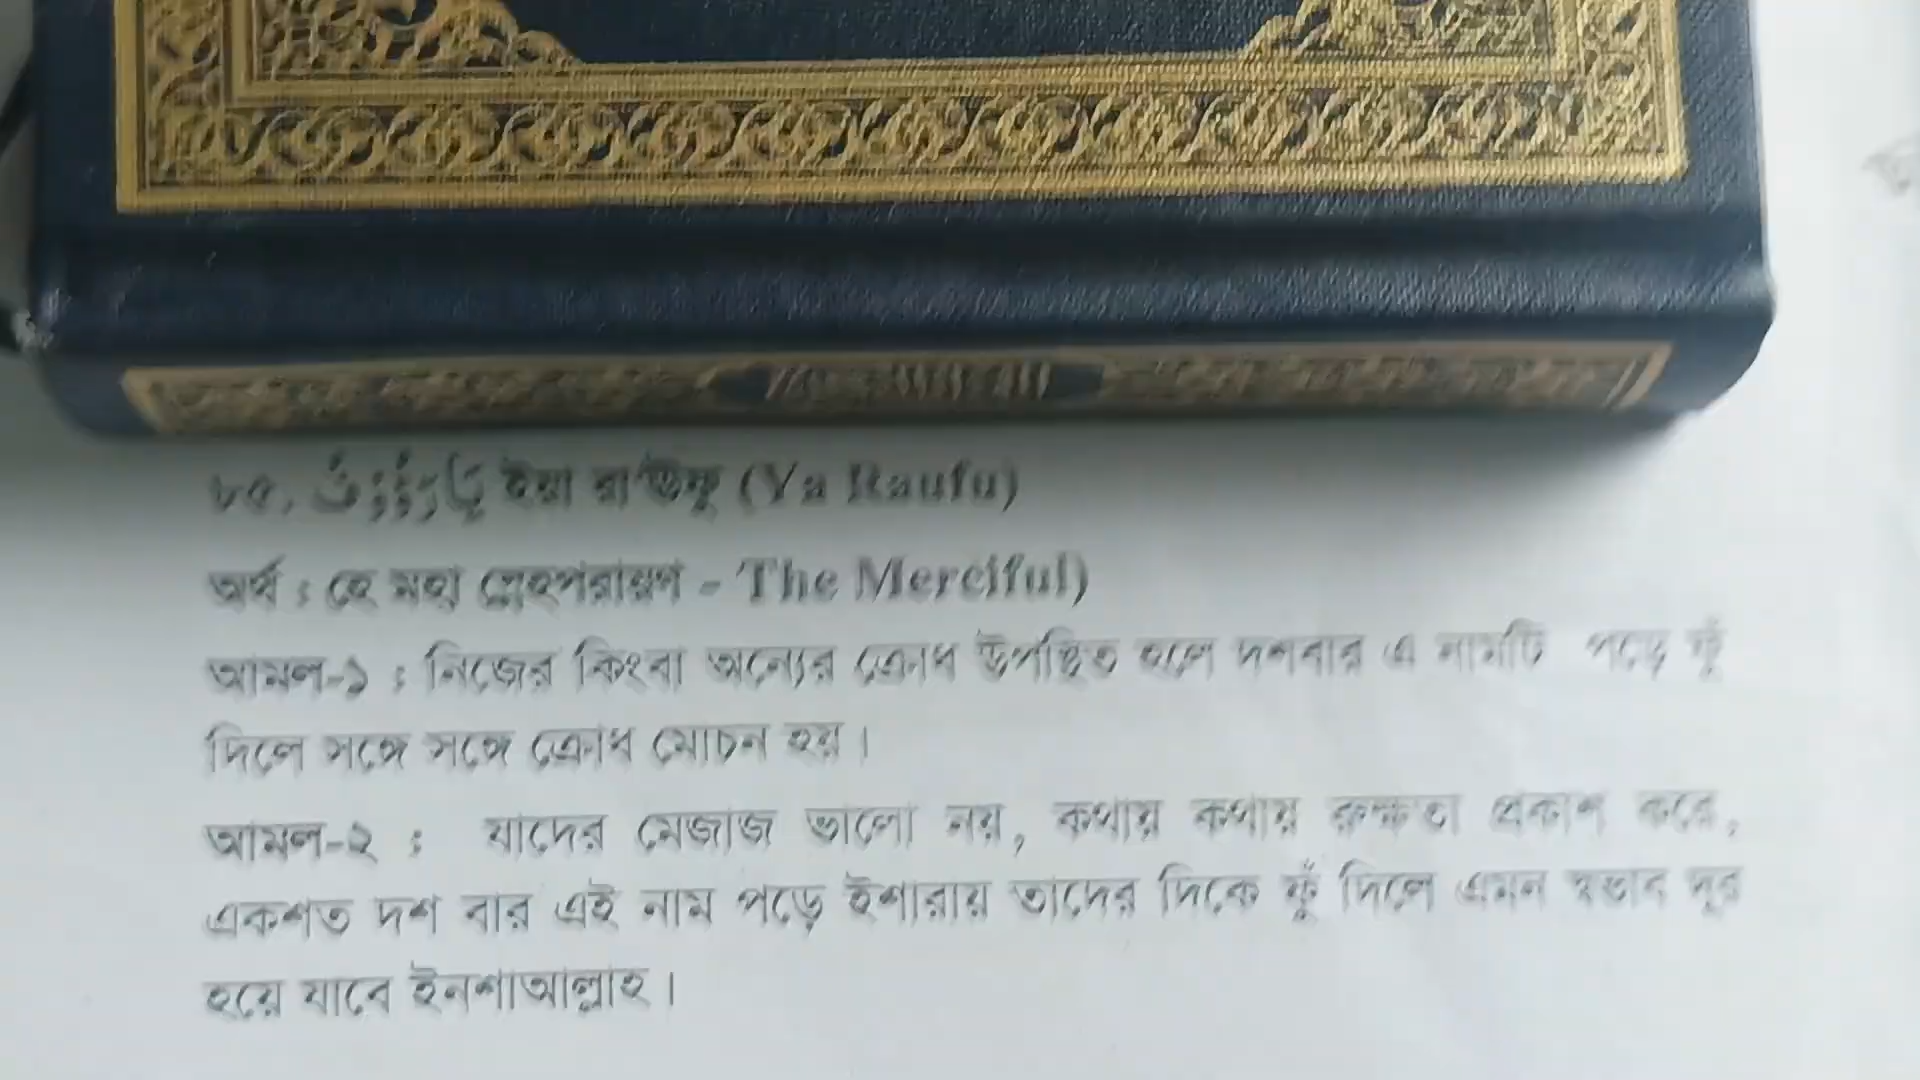 ৮৫. يَا رَؤُوْفُ ইয়া রা'উফু (Ya Raufu)
অর্থ : হে মহা স্নেহপরায়ণ - The Merciful)
আমল-১ : নিজের কিংবা অন্যের ক্রোধ উপস্থিত হলে দশবার এ নামটি পড়ে ফুঁ
দিলে সঙ্গে সঙ্গে ক্রোধ মোচন হয়।
আমল-২ : যাদের মেজাজ ভালো নয়, কথায় কথায় রুক্ষতা প্রকাশ করে,
একশত দশ বার এই নাম পড়ে ইশারায় তাদের দিকে ফুঁ দিলে এমন স্বভাব দূর
হয়ে যাবে ইনশাআল্লাহ।